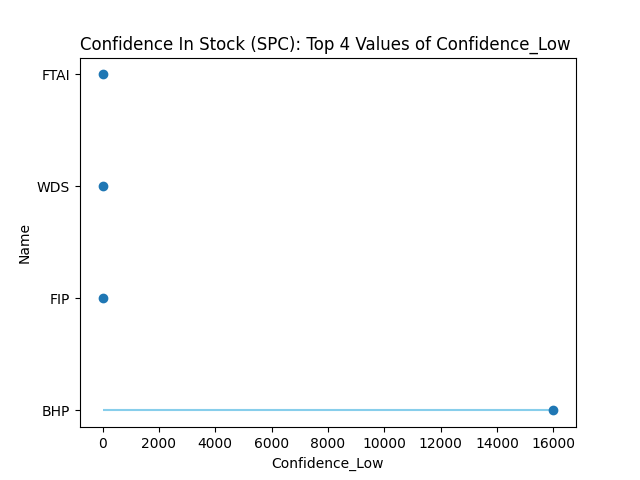 Confidence In Stock (SPC): Top 4 Values of Confidence_Low
FTAI
WDS
FIP
BHP
Name
0 2000 4000 6000 8000 10000 12000 14000 16000
Confidence_Low